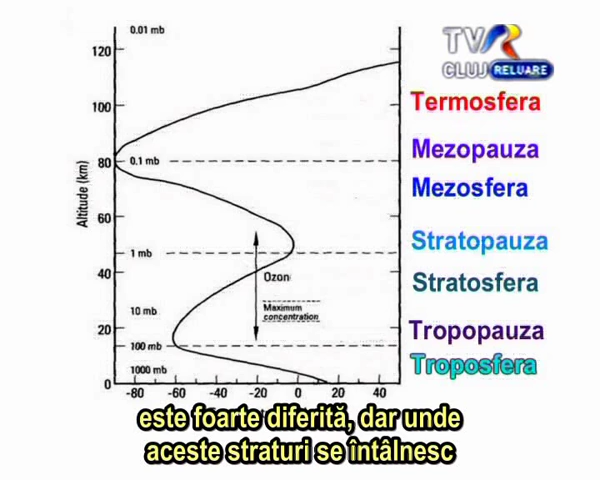 0.01 mb
TVR
CLUJ RELUARE
120
Termosfera
100
Mezopauza
80
0.1 mb
Mezosfera
Altitude (km)
60
Stratopauza
1 mb
40
Ozon
Stratosfera
Maximum
concentration
10 mb
20
Tropopauza
100 mb
Troposfera
1000 mb
0
-80 -60 -40 -20 0 20 40
este foarte diferită, dar unde
aceste straturi se întâlnesc